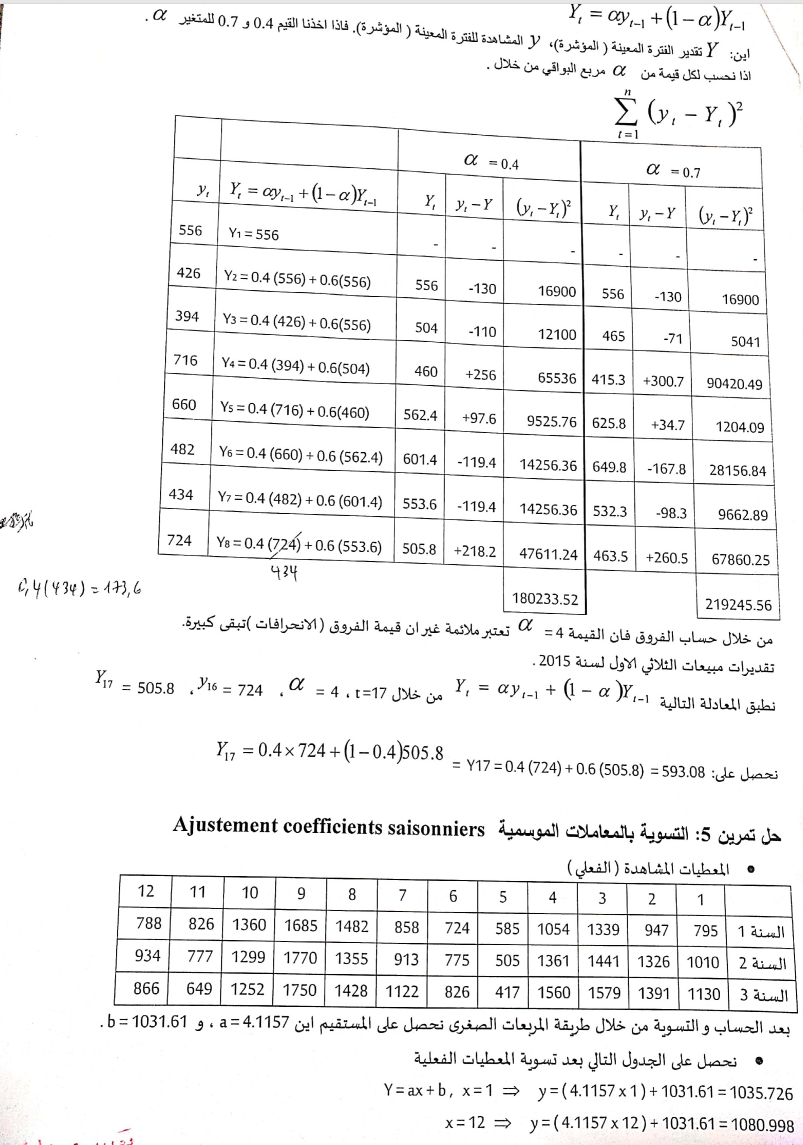 Y_t = αy_{t-1} + (1-α)Y_{t-1}
اين: Y تقدير الفترة المعينة ( المؤشرة)، y المشاهدة للفترة المعينة ( المؤشرة). فاذا اخذنا القيم 0.4 و 0.7 للمتغير α .
اذا نحسب لكل قيمة من α مربع البواقي من خلال .
∑_{t=1}^{n} (y_t - Y_t)²
α = 0.4 α = 0.7
y_t Y_t = αy_{t-1} + (1-α)Y_{t-1} Y_t y_t - Y (y_t - Y_t)² Y_t y_t - Y (y_t - Y_t)²
556 Y1 = 556 - - - - - -
426 Y2 = 0.4 (556) + 0.6(556) 556 -130 16900 556 -130 16900
394 Y3 = 0.4 (426) + 0.6(556) 504 -110 12100 465 -71 5041
716 Y4 = 0.4 (394) + 0.6(504) 460 +256 65536 415.3 +300.7 90420.49
660 Y5 = 0.4 (716) + 0.6(460) 562.4 +97.6 9525.76 625.8 +34.7 1204.09
482 Y6 = 0.4 (660) + 0.6 (562.4) 601.4 -119.4 14256.36 649.8 -167.8 28156.84
434 Y7 = 0.4 (482) + 0.6 (601.4) 553.6 -119.4 14256.36 532.3 -98.3 9662.89
724 Y8 = 0.4 (724) + 0.6 (553.6) 505.8 +218.2 47611.24 463.5 +260.5 67860.25
434
0,4(434) = 173,6
180233.52 219245.56
من خلال حساب الفروق فان القيمة 4 = α تعتبر ملائمة غير ان قيمة الفروق ( الانحرافات )تبقى كبيرة.
تقديرات مبيعات الثلاثي الاول لسنة 2015 .
نطبق المعادلة التالية Y_t = αy_{t-1} + (1 - α)Y_{t-1} من خلال t=17 ، α = 4 ، y_16 = 724 ، Y_17 = 505.8
Y_17 = 0.4 × 724 + (1-0.4)505.8
نحصل على: Y17 = 0.4 (724) + 0.6 (505.8) = 593.08 =
حل تمرين 5: التسوية بالمعاملات الموسمية Ajustement coefficients saisonniers
• المعطيات المشاهدة ( الفعلي )
12 11 10 9 8 7 6 5 4 3 2 1
788 826 1360 1685 1482 858 724 585 1054 1339 947 795 السنة 1
934 777 1299 1770 1355 913 775 505 1361 1441 1326 1010 السنة 2
866 649 1252 1750 1428 1122 826 417 1560 1579 1391 1130 السنة 3
بعد الحساب و التسوية من خلال طريقة المربعات الصغرى نحصل على المستقيم اين a = 4.1157 ، و b = 1031.61 .
• نحصل على الجدول التالي بعد تسوية المعطيات الفعلية
Y = ax + b , x = 1 ⇒ y = ( 4.1157 x 1 ) + 1031.61 = 1035.726
x = 12 ⇒ y = ( 4.1157 x 12 ) + 1031.61 = 1080.998